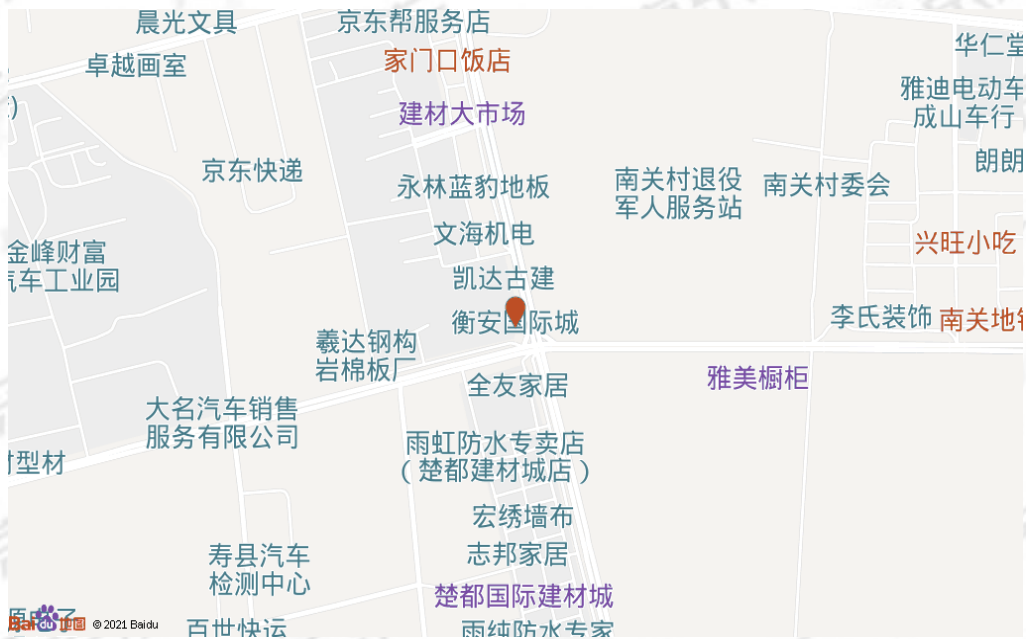 晨光文具
京东帮服务店
卓越画室
家门口饭店
华仁堂
雅迪电动车
成山车行
建材大市场
京东快递
永林蓝豹地板
南关村退役
军人服务站
南关村委会
朗朗
文海机电
金峰财富
汽车工业园
兴旺小吃
凯达古建
衡安国际城
李氏装饰
南关地锅
羲达钢构
岩棉板厂
全友家居
雅美橱柜
大名汽车销售
服务有限公司
雨虹防水专卖店
(楚都建材城店)
型材
宏绣墙布
寿县汽车
检测中心
志邦家居
楚都国际建材城
Bai du 地图
© 2021 Baidu
百世快运
雨纯防水专家